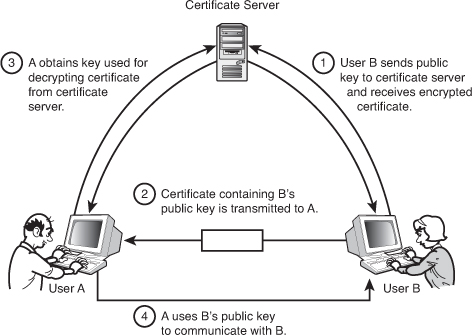 Certificate Server
3 A obtains key used for
decrypting certificate
from certificate
server.
1 User B sends public
key to certificate server
and receives encrypted
certificate.
2 Certificate containing B's
public key is transmitted to A.
User A
User B
4 A uses B's public key
to communicate with B.